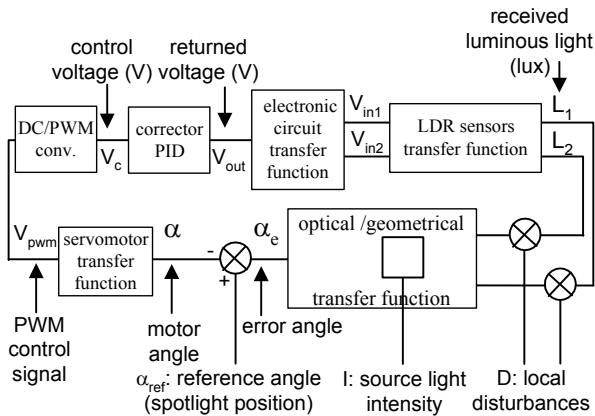 control
voltage (V)
returned
voltage (V)
received
luminous light
(lux)
DC/PWM
conv.
V_c
corrector
PID
V_out
electronic
circuit
transfer
function
V_in1
V_in2
LDR sensors
transfer function
L_1
L_2
V_pwm
servomotor
transfer
function
α
-
+
α_e
optical /geometrical
transfer function
PWM
control
signal
motor
angle
error angle
α_ref: reference angle
(spotlight position)
I: source light
intensity
D: local
disturbances